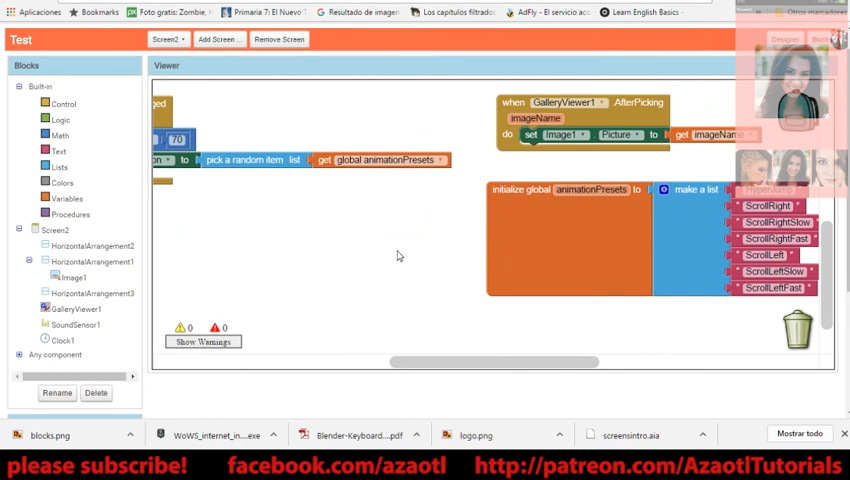 Aplicaciones
Bookmarks
Foto gratis: Zombie, H
Primaria 7: El Nuevo T
Resultado de imagen
Los capítulos filtrados
AdFly - El servicio ac
Learn English Basics -
Otros marcadores
Test
Screen2
Add Screen ...
Remove Screen
Designer
Blocks
Viewer
Built-in
Control
Logic
Math
Text
Lists
Colors
Variables
Procedures
Screen2
HorizontalArrangement2
HorizontalArrangement1
Image1
HorizontalArrangement3
GalleryViewer1
SoundSensor1
Clock1
Any component
Rename
Delete
ged
70
on to pick a random item list get global animationPresets
when GalleryViewer1 .AfterPicking
imageName
do set Image1 . Picture to get imageName
initialize global animationPresets to make a list " HyperJump
" ScrollRight "
" ScrollRightSlow
" ScrollRightFast
" ScrollLeft "
" ScrollLeftSlow
" ScrollLeftFast
0 0
Show Warnings
blocks.png
WoWS_internet_in....exe
Blender-Keyboard....pdf
logo.png
screensintro.aia
Mostrar todo
please subscribe! facebook.com/azaotl http://patreon.com/AzaotlTutorials